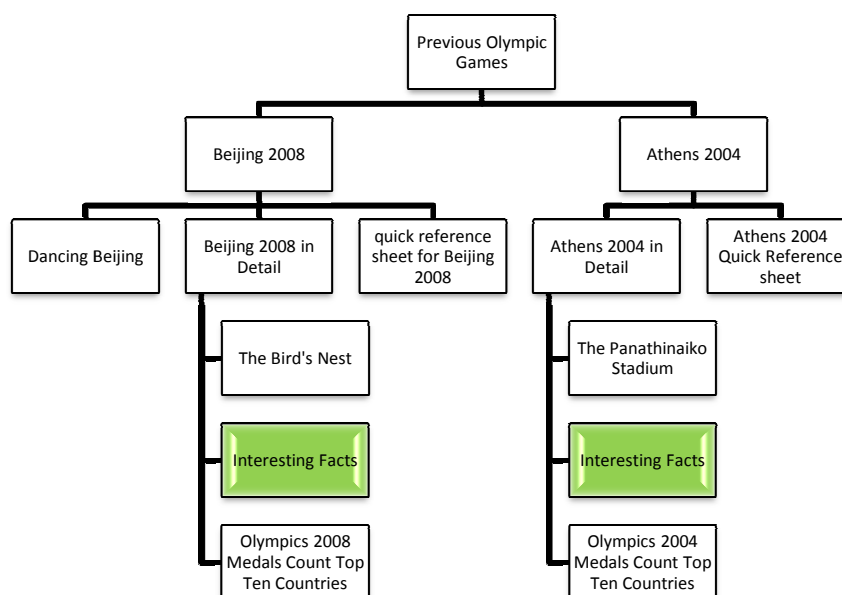 Previous Olympic
Games
Beijing 2008
Athens 2004
Dancing Beijing
Beijing 2008 in
Detail
quick reference
sheet for Beijing
2008
Athens 2004 in
Detail
Athens 2004
Quick Reference
sheet
The Bird's Nest
The Panathinaiko
Stadium
Interesting Facts
Interesting Facts
Olympics 2008
Medals Count Top
Ten Countries
Olympics 2004
Medals Count Top
Ten Countries